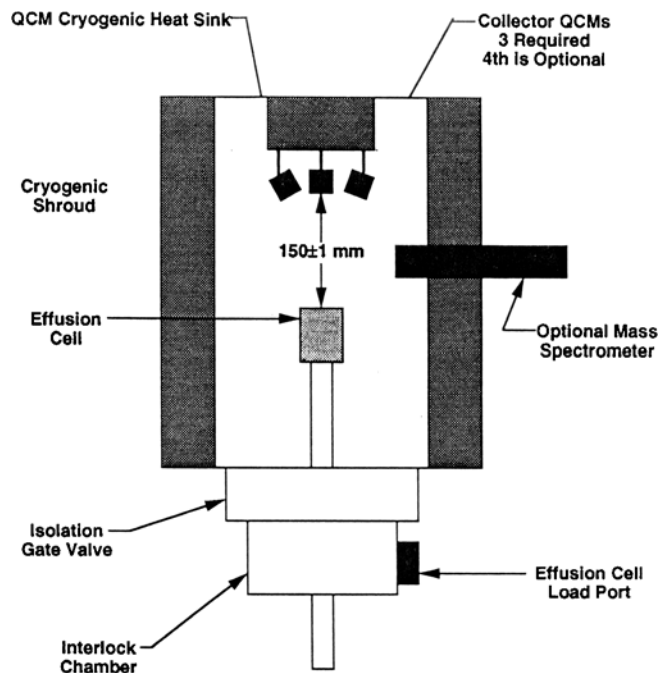 QCM Cryogenic Heat Sink
Collector QCMs
3 Required
4th is Optional
Cryogenic
Shroud
150±1 mm
Effusion
Cell
Optional Mass
Spectrometer
Isolation
Gate Valve
Effusion Cell
Load Port
Interlock
Chamber